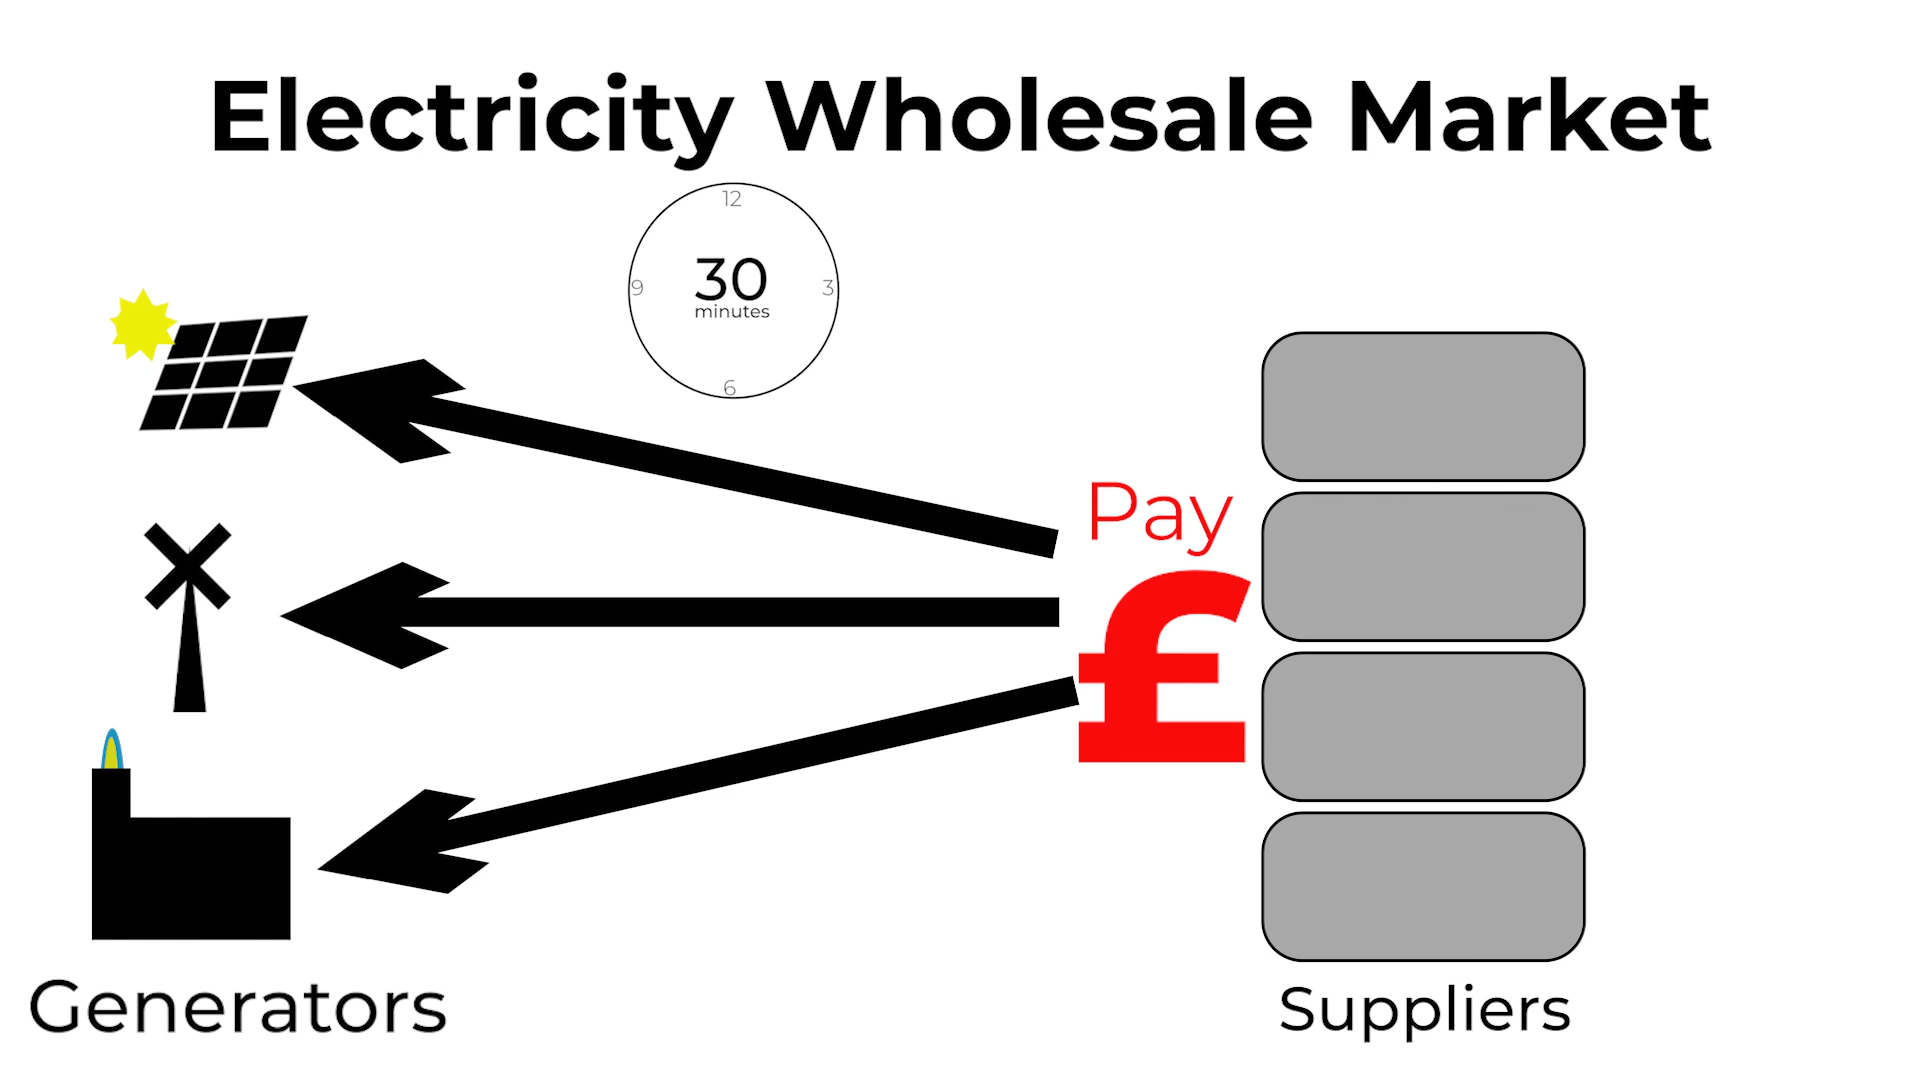 Electricity Wholesale Market
12
9
30
3
minutes
6
Pay
£
Generators
Suppliers